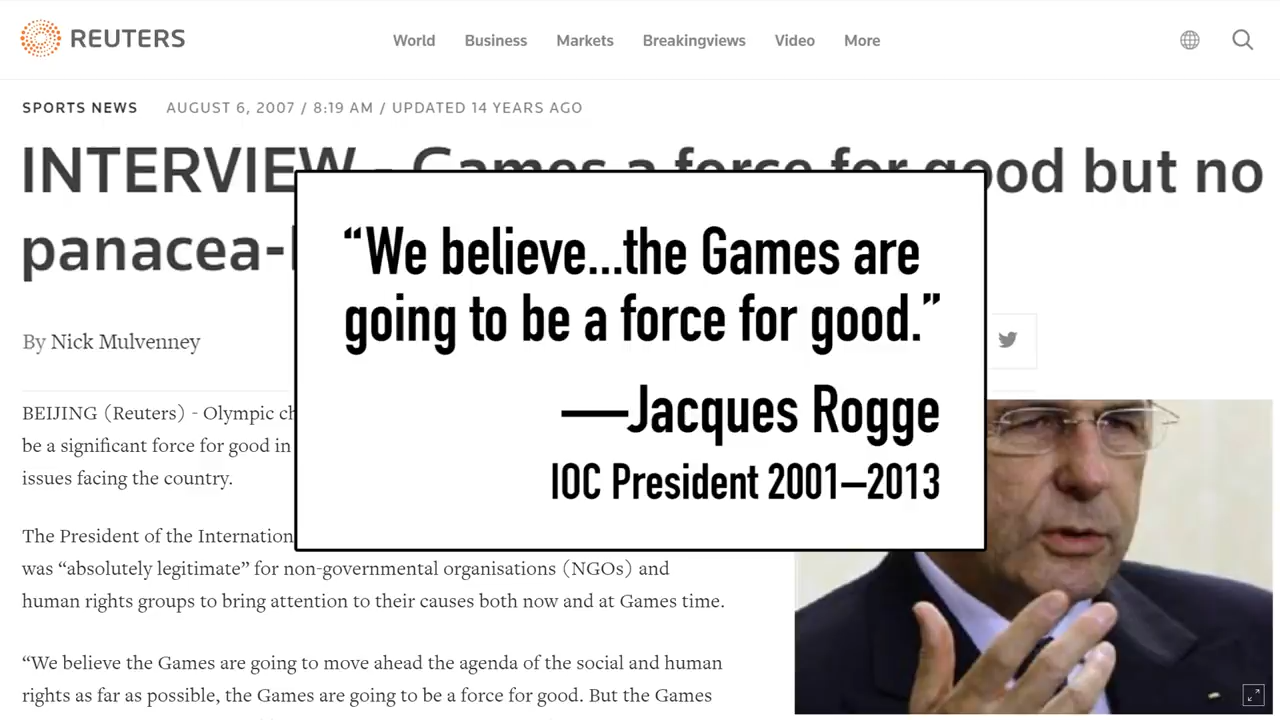 REUTERS
World Business Markets Breakingviews Video More
SPORTS NEWS AUGUST 6, 2007 / 8:19 AM / UPDATED 14 YEARS AGO
INTERVIEW - Games a force for good but no
panacea-
“We believe...the Games are
going to be a force for good.”
—Jacques Rogge
IOC President 2001–2013
By Nick Mulvenney
BEIJING (Reuters) - Olympic
be a significant force for good in
issues facing the country.
The President of the
was “absolutely legitimate” for non-governmental organisations (NGOs) and
human rights groups to bring attention to their causes both now and at Games time.
“We believe the Games are going to move ahead the agenda of the social and human
rights as far as possible, the Games are going to be a force for good. But the Games